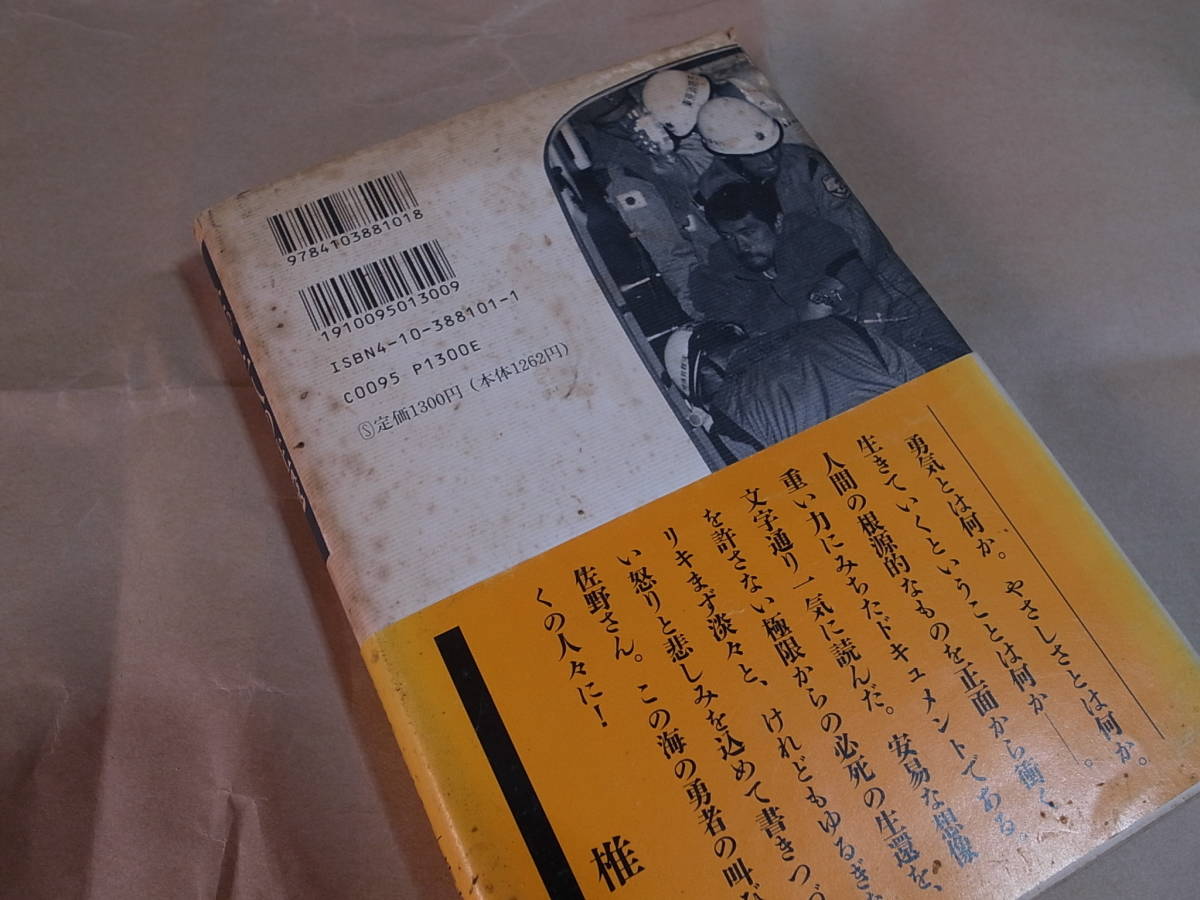 9784103881018
1910095013009
ISBN4-10-388101-1
C0095 P1300E
Ⓢ定価1300円(本体1262円)
勇気とは何か。やさしさとは何か。
生きていくということは何か──。
人間の根源的なものを正面から衝く
重い力にみちたドキュメントである。
文字通り一気に読んだ。安易な想像
を許さない極限からの必死の生還を、
リキまず淡々と、けれどもゆるぎな
い怒りと悲しみを込めて書きつづ
佐野さん。この海の勇者の叫び
くの人々に!
椎